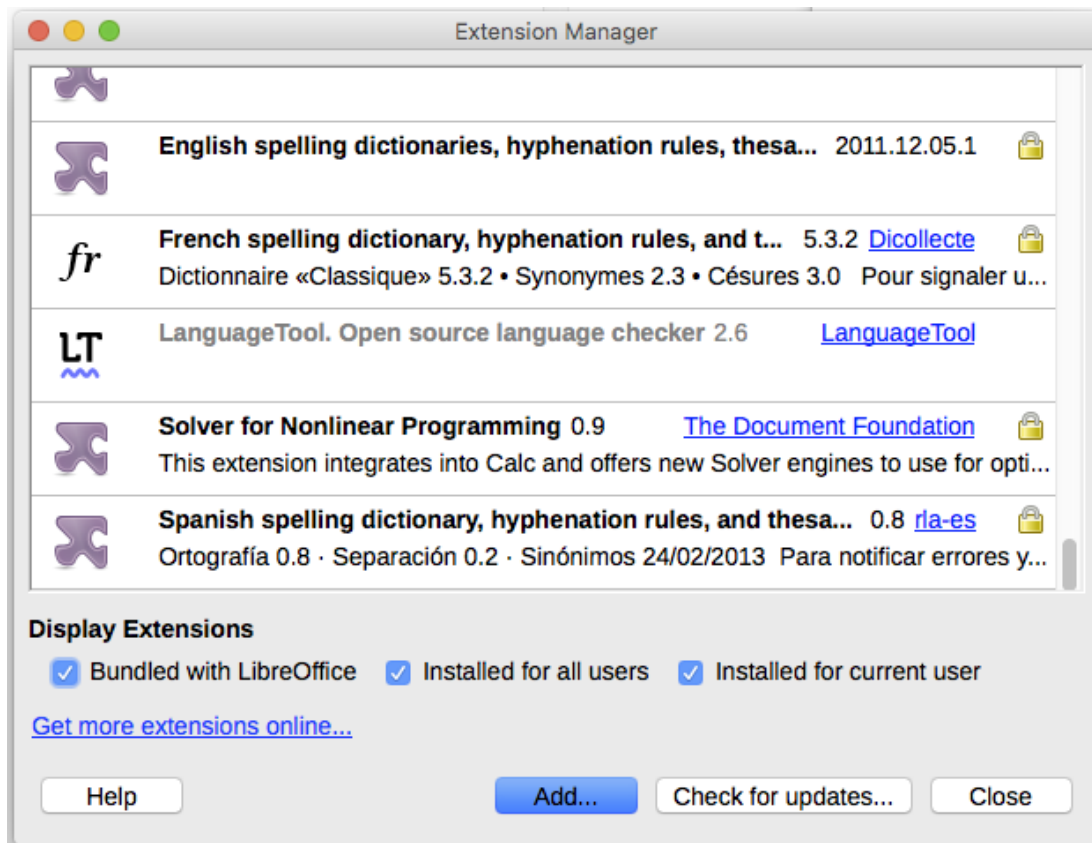 Extension Manager
English spelling dictionaries, hyphenation rules, thesa... 2011.12.05.1
fr French spelling dictionary, hyphenation rules, and t... 5.3.2 Dicollecte
Dictionnaire «Classique» 5.3.2 • Synonymes 2.3 • Césures 3.0 Pour signaler u...
LT LanguageTool. Open source language checker 2.6 LanguageTool
Solver for Nonlinear Programming 0.9 The Document Foundation
This extension integrates into Calc and offers new Solver engines to use for opti...
Spanish spelling dictionary, hyphenation rules, and thesa... 0.8 rla-es
Ortografía 0.8 · Separación 0.2 · Sinónimos 24/02/2013 Para notificar errores y...
Display Extensions
Bundled with LibreOffice Installed for all users Installed for current user
Get more extensions online...
Help Add... Check for updates... Close